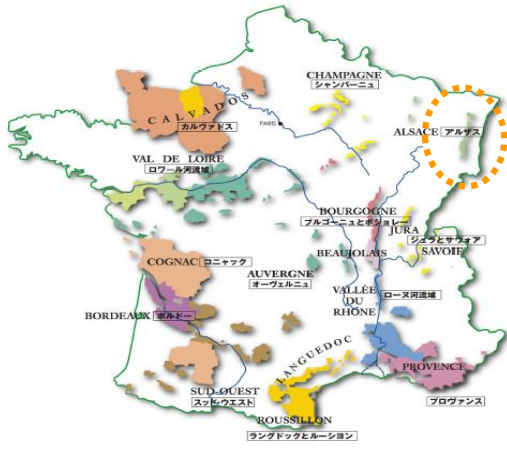 CHAMPAGNE
シャンパーニュ
CALVADOS
カルヴァドス
PARIS
ALSACE アルザス
VAL DE LOIRE
ロワール河流域
BOURGOGNE
ブルゴーニュとボジョレー
JURA
ジュラとサヴォア
SAVOIE
BEAUJOLAIS
COGNAC コニャック
AUVERGNE
オーヴェルニュ
VALLÉE
DU
RHÔNE
ローヌ河流域
BORDEAUX ボルドー
LANGUEDOC
PROVENCE
プロヴァンス
SUD-OUEST
スッド・ウエスト
ROUSSILLON
ラングドックとルーション